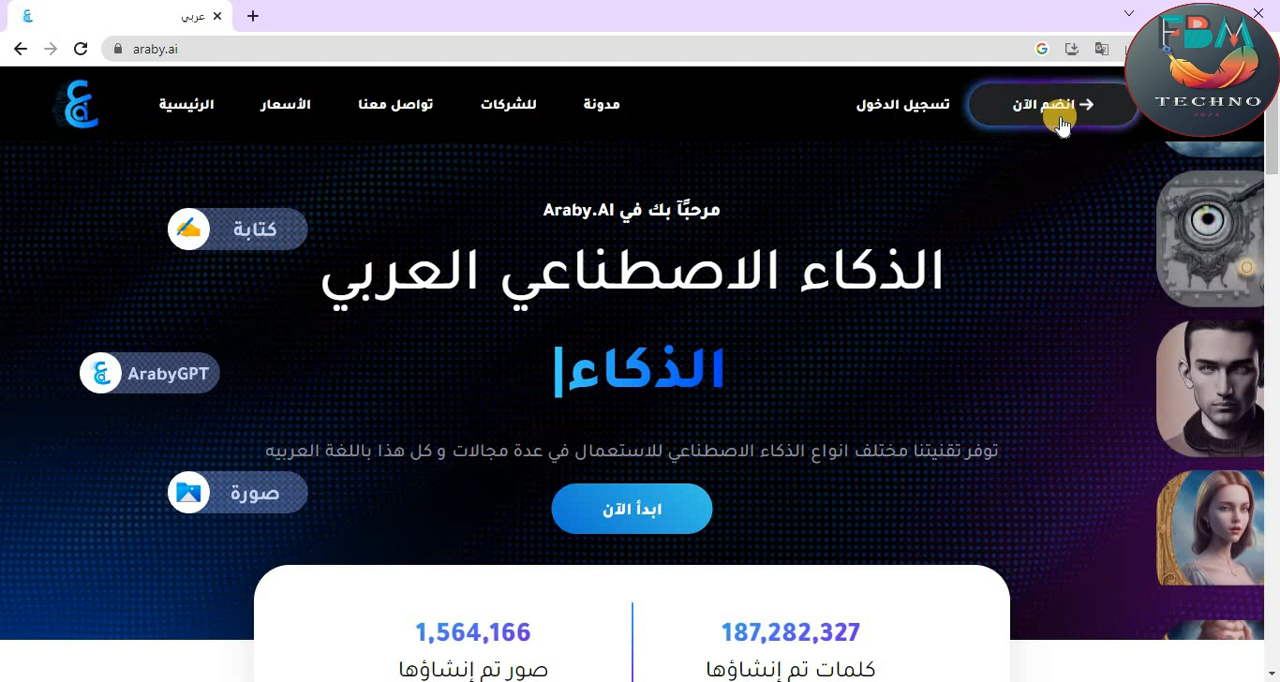 عربي
araby.ai
FBM
TECHNO
الرئيسية
الأسعار
تواصل معنا
للشركات
مدونة
تسجيل الدخول
انضم الآن
مرحبًا بك في Araby.AI
كتابة
الذكاء الاصطناعي العربي
الذكاء
ArabyGPT
توفر تقنيتنا مختلف انواع الذكاء الاصطناعي للاستعمال في عدة مجالات و كل هذا باللغة العربيه
صورة
ابدأ الآن
187,282,327
كلمات تم إنشاؤها
1,564,166
صور تم إنشاؤها